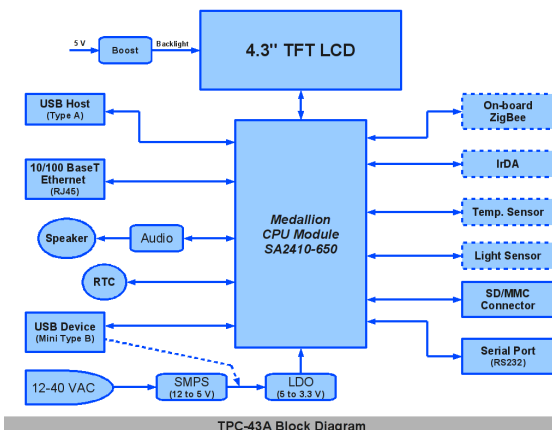 4.3" TFT LCD
5 V
Boost
Backlight
USB Host
(Type A)
10/100 BaseT
Ethernet
(RJ45)
Speaker
Audio
RTC
USB Device
(Mini Type B)
12-40 VAC
SMPS
(12 to 5 V)
LDO
(5 to 3.3 V)
Medallion
CPU Module
SA2410-650
On-board
ZigBee
IrDA
Temp. Sensor
Light Sensor
SD/MMC
Connector
Serial Port
(RS232)
TPC-43A Block Diagram